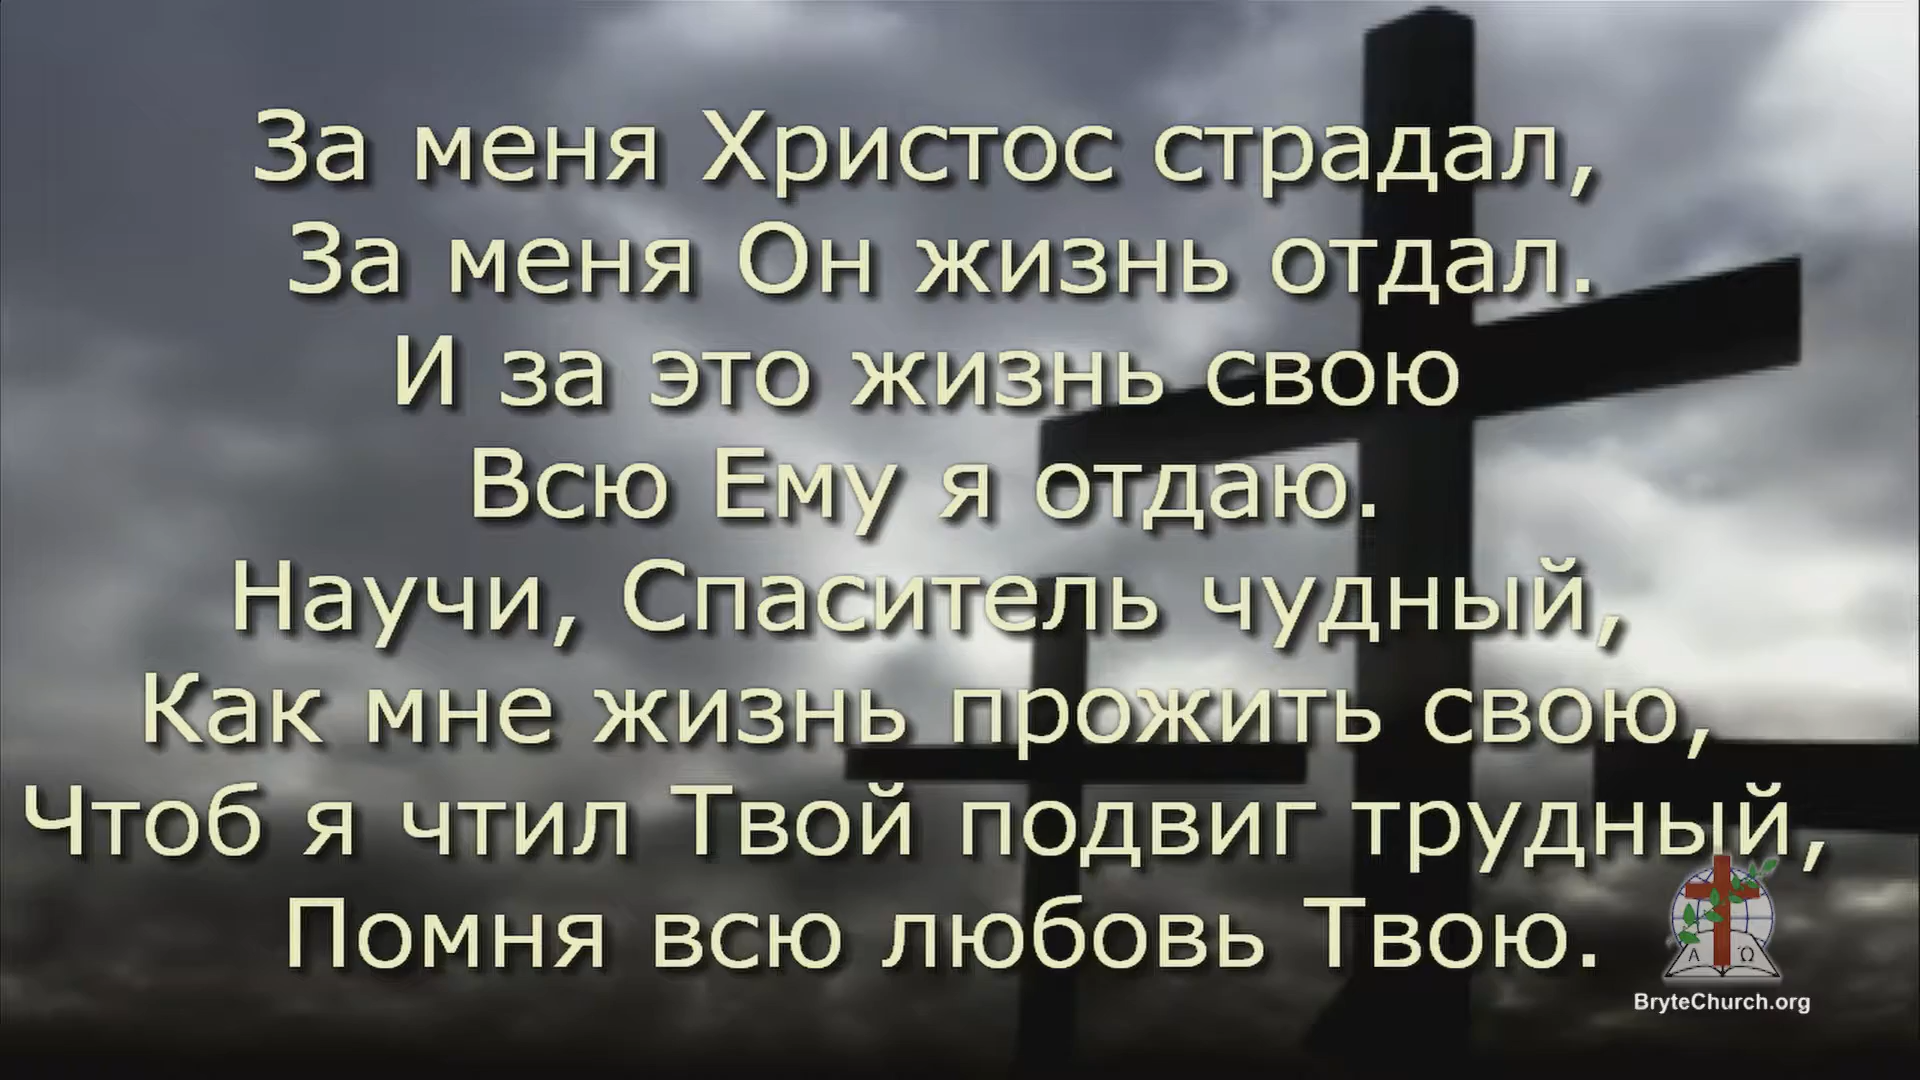 За меня Христос страдал,
За меня Он жизнь отдал.
И за это жизнь свою
Всю Ему я отдаю.
Научи, Спаситель чудный,
Как мне жизнь прожить свою,
Чтоб я чтил Твой подвиг трудный,
Помня всю любовь Твою.
Α Ω
BryteChurch.org